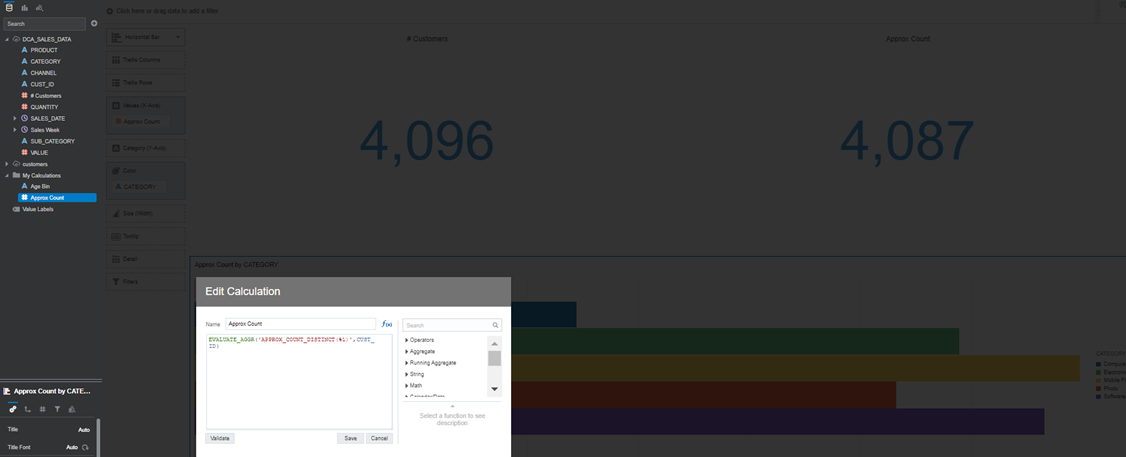 Search
DCA_SALES_DATA
PRODUCT
CATEGORY
CHANNEL
CUST_ID
# Customers
QUANTITY
SALES_DATE
Sales Week
SUB_CATEGORY
VALUE
customers
My Calculations
Age Bin
Approx Count
Value Labels
Approx Count by CATE...
Title Auto
Title Font Auto
Click here or drag data to add a filter
Horizontal Bar
Trellis Columns
Trellis Rows
Values (X-Axis)
Approx Count
Category (Y-Axis)
Color
CATEGORY
Size (Width)
Tooltip
Detail
Filters
# Customers
4,096
Approx Count
4,087
Approx Count by CATEGORY
CATEGORY
Compute
Electroni
Mobile P
Photo
Software
Edit Calculation
Name Approx Count f(x)
EVALUATE_AGGR('APPROX_COUNT_DISTINCT(%1)',CUST_
ID)
Validate
Save
Cancel
Search
Operators
Aggregate
Running Aggregate
String
Math
Calendar/Date
Select a function to see
description